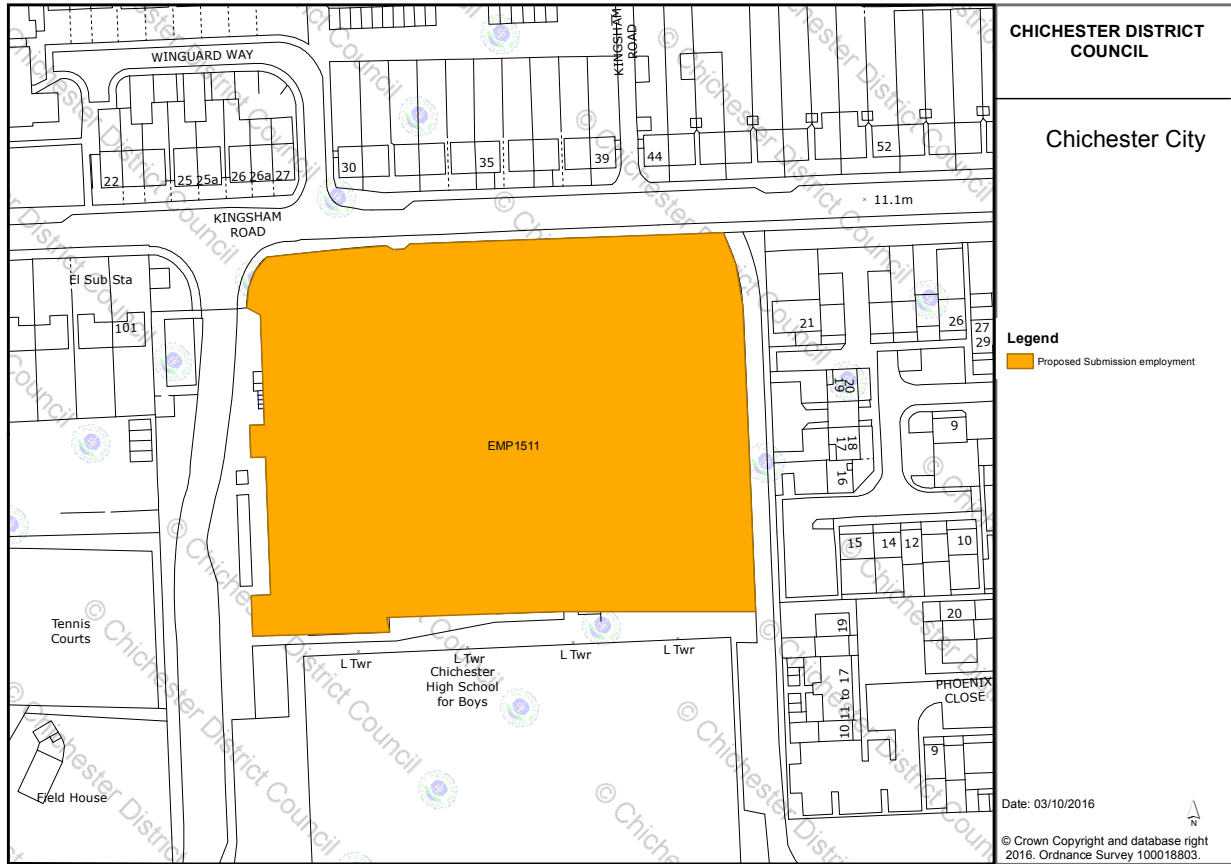 CHICHESTER DISTRICT
COUNCIL
Chichester City
Legend
Proposed Submission employment
Date: 03/10/2016
N
© Crown Copyright and database right
2016. Ordnance Survey 100018803.
WINGUARD WAY
KINGSHAM
ROAD
22
25 25a
26 26a 27
30
35
39
44
52
11.1m
KINGSHAM
ROAD
El Sub Sta
101
EMP1511
21
26
27
29
20
19
18
17
16
9
15
14
12
10
20
19
10 11 to 17
PHOENIX
CLOSE
9
Tennis
Courts
L Twr
L Twr
L Twr
L Twr
Chichester
High School
for Boys
Field House
© Chichester District Council